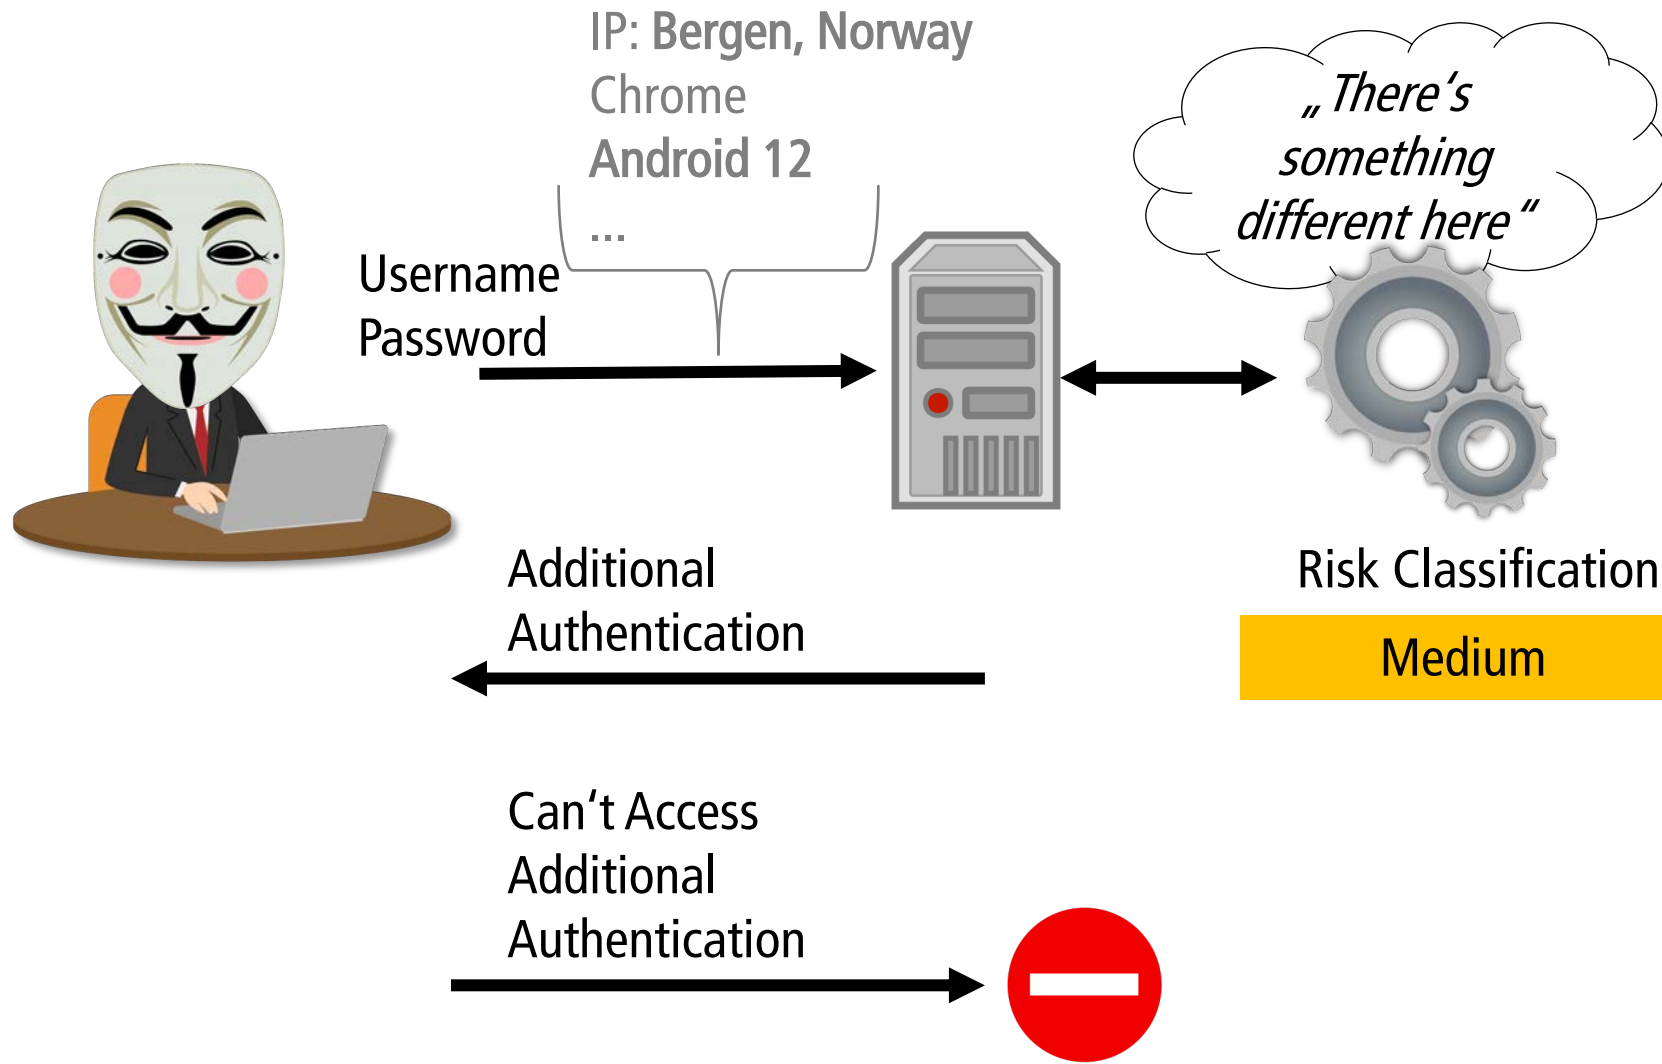 IP: Bergen, Norway
Chrome
Android 12
...
„There‘s
something
different here“
Username
Password
Additional
Authentication
Risk Classification
Medium
Can‘t Access
Additional
Authentication